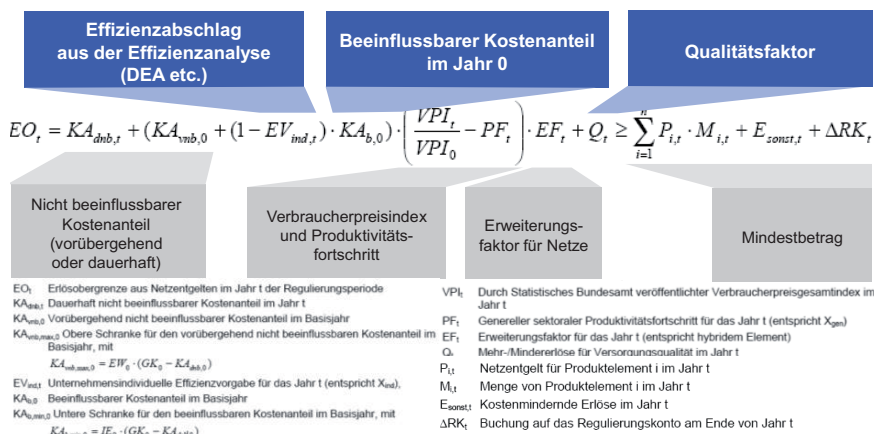 Effizienzabschlag
aus der Effizienzanalyse
(DEA etc.)
Beeinflussbarer Kostenanteil
im Jahr 0
Qualitätsfaktor
EO_t = KA_dnb,t + (KA_vnb,0 + (1 − EV_ind,t) · KA_b,0) · (VPI_t / VPI_0 − PF_t) · EF_t + Q_t ≥ ∑_{i=1}^{n} P_i,t · M_i,t + E_sonst,t + ΔRK_t
Nicht beeinflussbarer
Kostenanteil
(vorübergehend
oder dauerhaft)
Verbraucherpreisindex
und Produktivitäts-
fortschritt
Erweiterungs-
faktor für Netze
Mindestbetrag
EO_t Erlösobergrenze aus Netzentgelten im Jahr t der Regulierungsperiode
KA_dnb,t Dauerhaft nicht beeinflussbarer Kostenanteil im Jahr t
KA_vnb,0 Vorübergehend nicht beeinflussbarer Kostenanteil im Basisjahr
KA_vnb,max,0 Obere Schranke für den vorübergehend nicht beeinflussbaren Kostenanteil im
Basisjahr, mit
KA_vnb,max,0 = EW_0 · (GK_0 − KA_dnb,0)
EV_ind,t Unternehmensindividuelle Effizienzvorgabe für das Jahr t (entspricht X_ind),
KA_b,0 Beeinflussbarer Kostenanteil im Basisjahr
KA_b,min,0 Untere Schranke für den beeinflussbaren Kostenanteil im Basisjahr, mit
VPI_t Durch Statistisches Bundesamt veröffentlichter Verbraucherpreisgesamtindex im
Jahr t
PF_t Genereller sektoraler Produktivitätsfortschritt für das Jahr t (entspricht X_gen)
EF_t Erweiterungsfaktor für das Jahr t (entspricht hybridem Element)
Q_t Mehr-/Mindererlöse für Versorgungsqualität im Jahr t
P_i,t Netzentgelt für Produktelement i im Jahr t
M_i,t Menge von Produktelement i im Jahr t
E_sonst,t Kostenmindernde Erlöse im Jahr t
ΔRK_t Buchung auf das Regulierungskonto am Ende von Jahr t